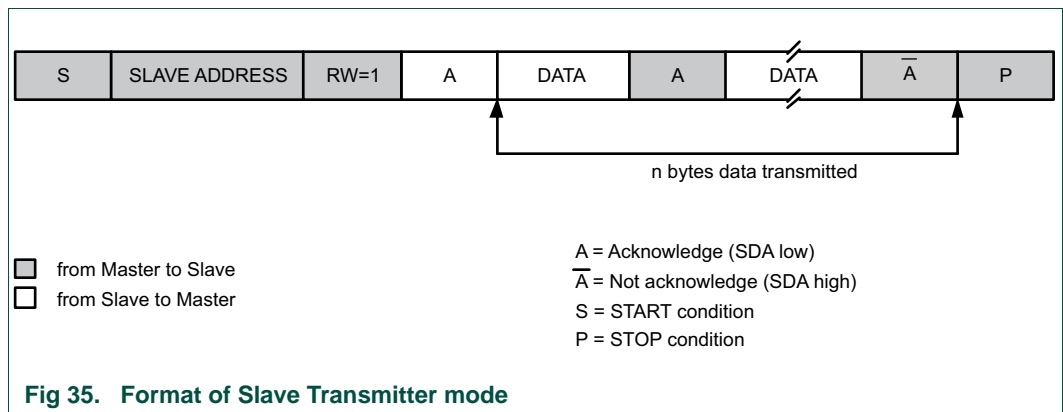 S SLAVE ADDRESS RW=1 A DATA A DATA A̅ P
n bytes data transmitted
from Master to Slave
from Slave to Master
A = Acknowledge (SDA low)
A̅ = Not acknowledge (SDA high)
S = START condition
P = STOP condition
Fig 35. Format of Slave Transmitter mode